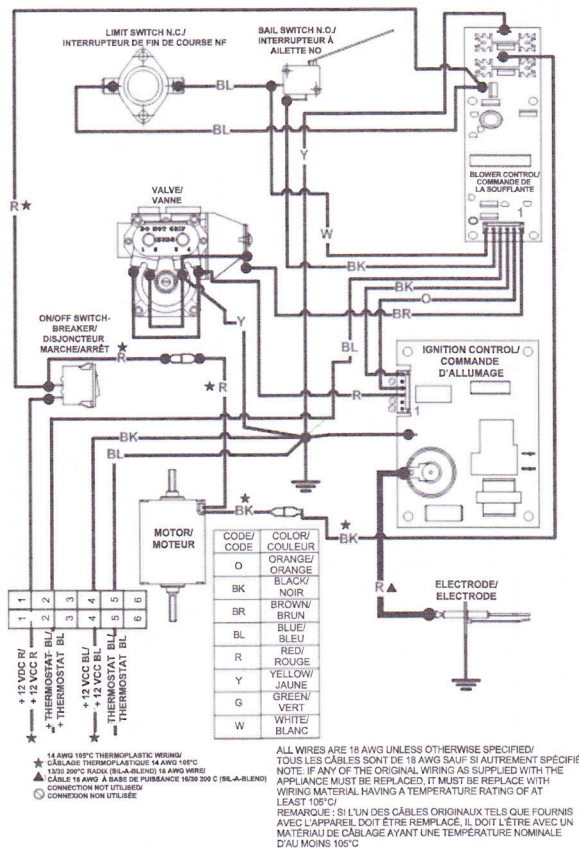 LIMIT SWITCH N.C./
INTERRUPTEUR DE FIN DE COURSE NF
SAIL SWITCH N.O./
INTERRUPTEUR À
AILETTE NO
BL
BL
Y
BLOWER CONTROL/
COMMANDE DE
LA SOUFFLANTE
1
R★
VALVE/
VANNE
DO NOT GRIP
W
BK
BK
O
BR
Y
BL
ON/OFF SWITCH-
BREAKER/
DISJONCTEUR
MARCHE/ARRÊT
★
R
★
R
R
IGNITION CONTROL/
COMMANDE
D'ALLUMAGE
1
BK
BL
MOTOR/
MOTEUR
★
BK
★
BK
CODE/
CODE
COLOR/
COULEUR
O
ORANGE/
ORANGE
BK
BLACK/
NOIR
BR
BROWN/
BRUN
BL
BLUE/
BLEU
R
RED/
ROUGE
Y
YELLOW/
JAUNE
G
GREEN/
VERT
W
WHITE/
BLANC
R▲
ELECTRODE/
ELECTRODE
1 2 3 4 5 6
1 2 3 4 5 6
+ 12 VDC R/
+ 12 VCC R
+ THERMOSTAT- BL/
+ THERMOSTAT BL
+ 12 VCC BL/
+ 12 VCC BL
- THERMOSTAT BL/
- THERMOSTAT BL
★ ★
★ 14 AWG 105°C THERMOPLASTIC WIRING/
CÂBLAGE THERMOPLASTIQUE 14 AWG 105°C
▲ 13/30 200°C RADIX (SIL-A-BLEND) 18 AWG WIRE/
CÂBLE 18 AWG À BASE DE PUISSANCE 16/30 200 C (SIL-A-BLEND)
CONNECTION NOT UTILISED/
CONNEXION NON UTILISÉE
ALL WIRES ARE 18 AWG UNLESS OTHERWISE SPECIFIED/
TOUS LES CÂBLES SONT DE 18 AWG SAUF SI AUTREMENT SPÉCIFIÉ
NOTE: IF ANY OF THE ORIGINAL WIRING AS SUPPLIED WITH THE
APPLIANCE MUST BE REPLACED, IT MUST BE REPLACE WITH
WIRING MATERIAL HAVING A TEMPERATURE RATING OF AT
LEAST 105°C/
REMARQUE : SI L'UN DES CÂBLES ORIGINAUX TELS QUE FOURNIS
AVEC L'APPAREIL DOIT ÊTRE REMPLACÉ, IL DOIT L'ÊTRE AVEC UN
MATÉRIAU DE CÂBLAGE AYANT UNE TEMPÉRATURE NOMINALE
D'AU MOINS 105°C